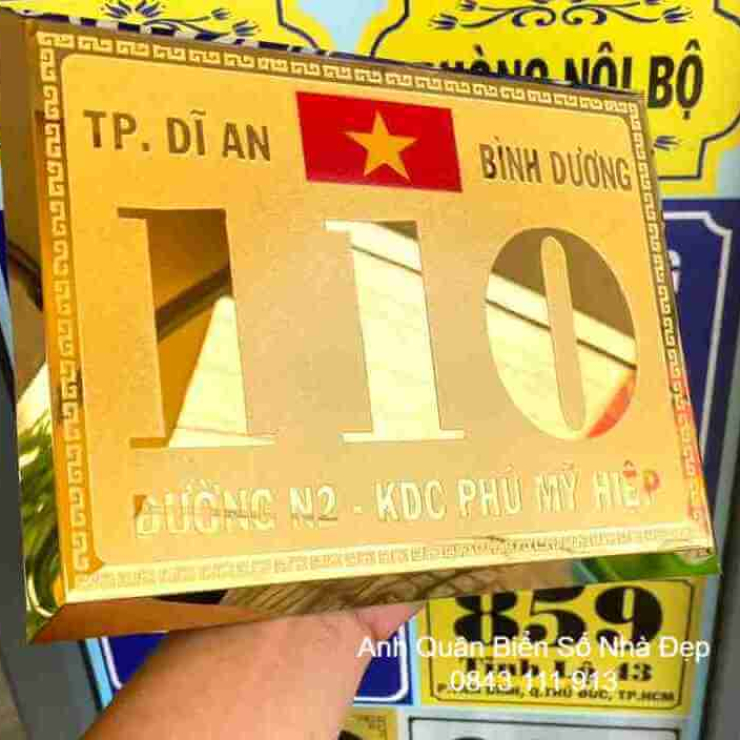 NỘI BỘ
TP. DĨ AN
BÌNH DƯƠNG
110
ĐƯỜNG N2 - KDC PHÚ MỸ HIỆP
859
Tỉnh Lộ 43
Q.THỦ ĐỨC, TP.HCM
Anh Quân Biển Số Nhà Đẹp
0843 111 913